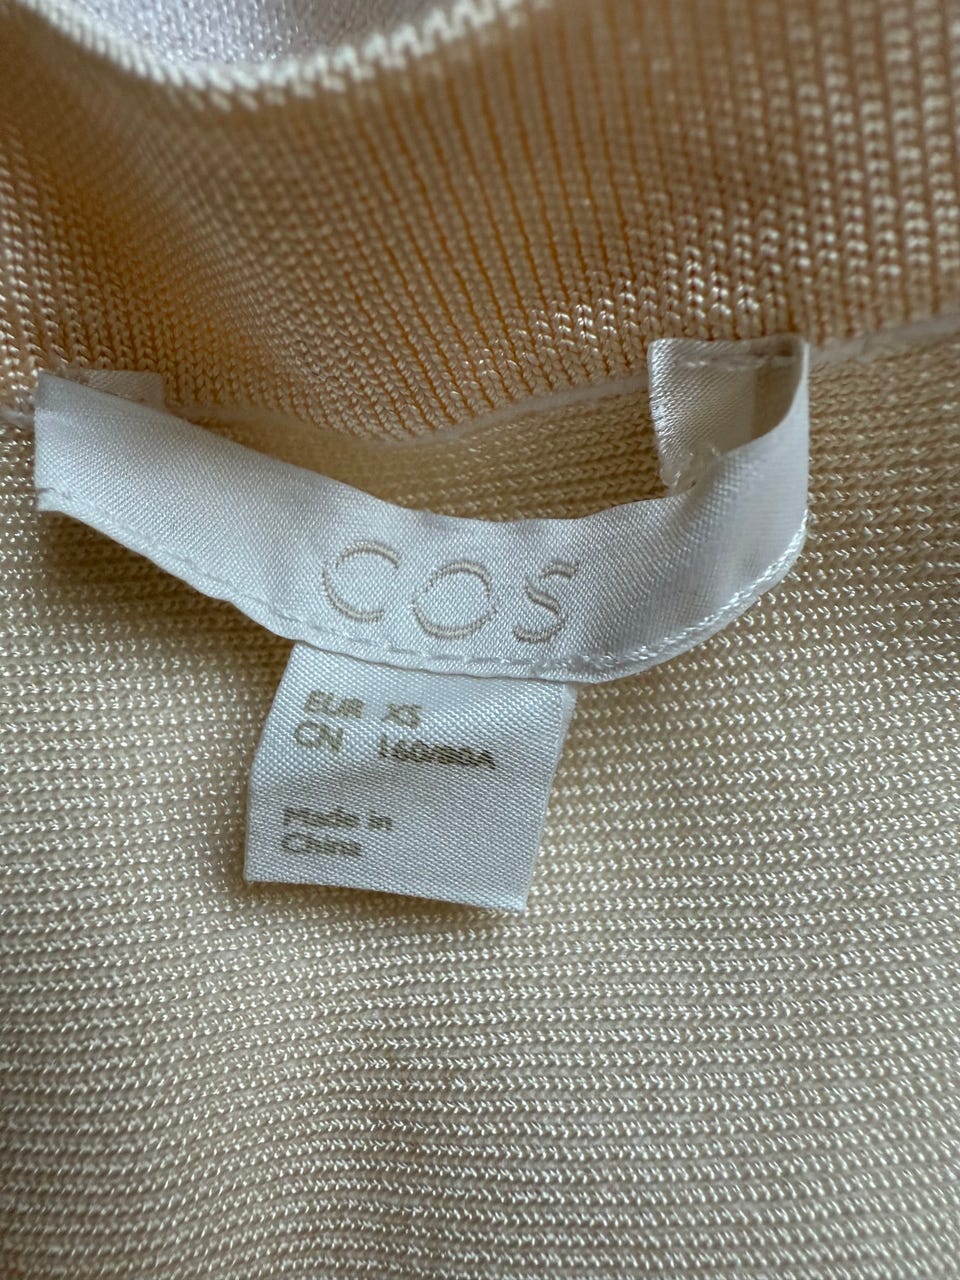 COS
EUR XS
CN 160/80A
Made in
China